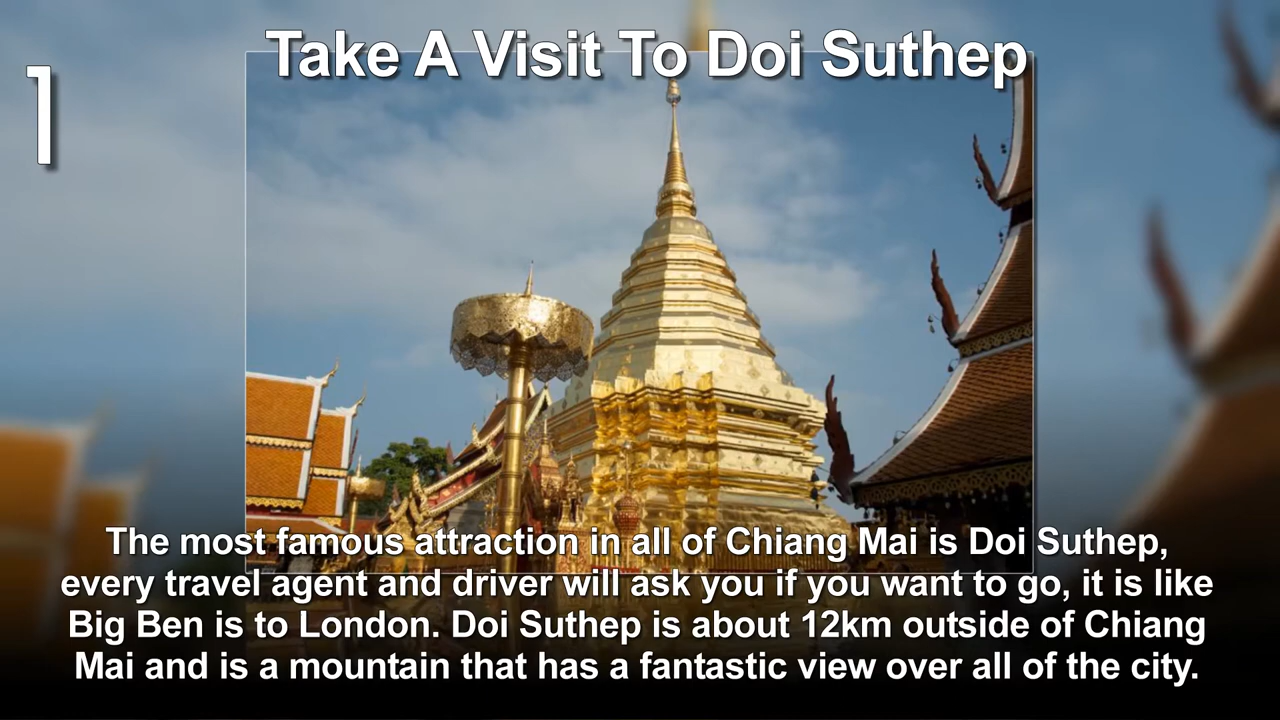 Take A Visit To Doi Suthep
1
The most famous attraction in all of Chiang Mai is Doi Suthep,
every travel agent and driver will ask you if you want to go, it is like
Big Ben is to London. Doi Suthep is about 12km outside of Chiang
Mai and is a mountain that has a fantastic view over all of the city.